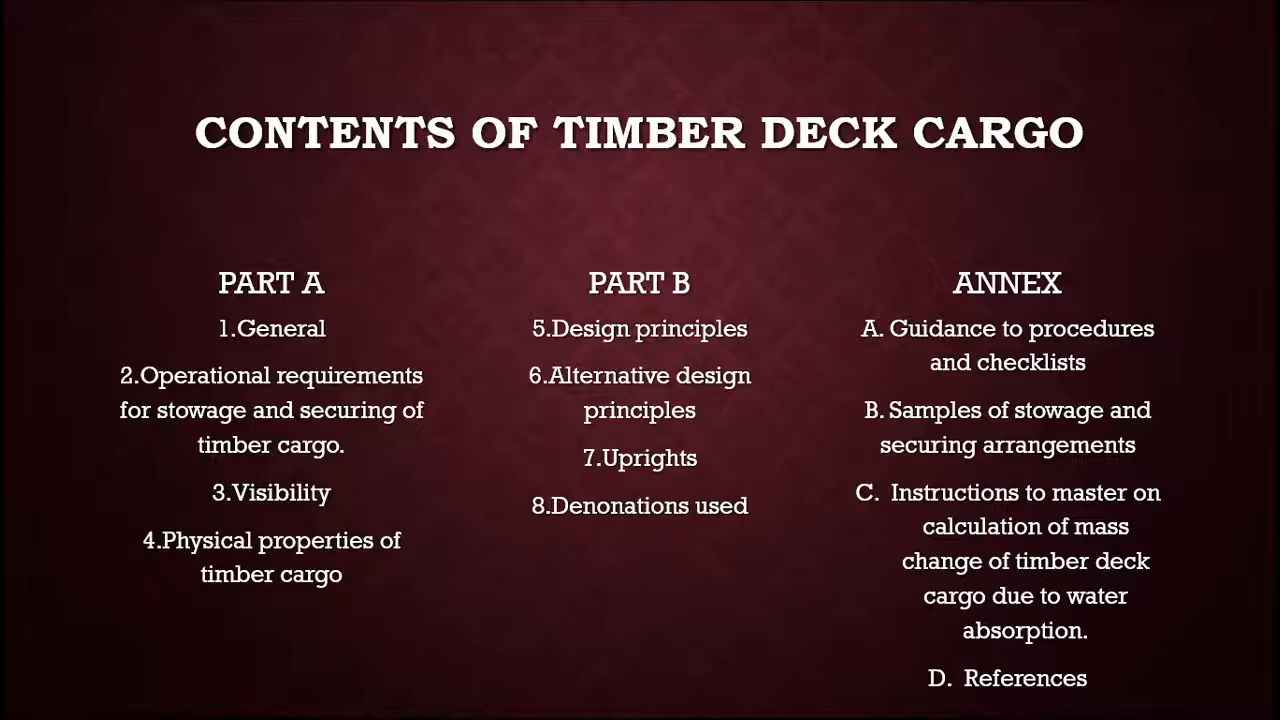 CONTENTS OF TIMBER DECK CARGO
PART A
1.General
2.Operational requirements
for stowage and securing of
timber cargo.
3.Visibility
4.Physical properties of
timber cargo
PART B
5.Design principles
6.Alternative design
principles
7.Uprights
8.Denonations used
ANNEX
A. Guidance to procedures
and checklists
B. Samples of stowage and
securing arrangements
C. Instructions to master on
calculation of mass
change of timber deck
cargo due to water
absorption.
D. References